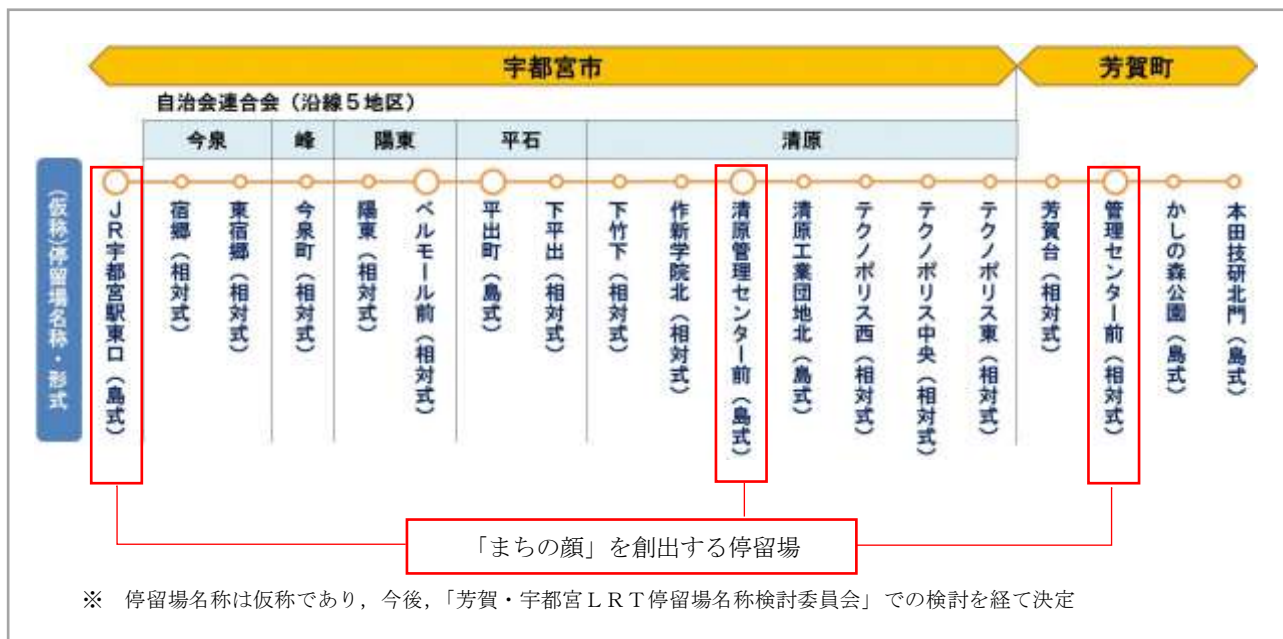 宇都宮市
芳賀町
自治会連合会（沿線５地区）
今泉
峰
陽東
平石
清原
（仮称）停留場名称・形式
ＪＲ宇都宮駅東口（島式）
宿郷（相対式）
東宿郷（相対式）
今泉町（相対式）
陽東（相対式）
ベルモール前（相対式）
平出町（島式）
下平出（相対式）
下竹下（相対式）
作新学院北（相対式）
清原管理センター前（島式）
清原工業団地北（島式）
テクノポリス西（相対式）
テクノポリス中央（相対式）
テクノポリス東（相対式）
芳賀台（相対式）
管理センター前（相対式）
かしの森公園（島式）
本田技研北門（島式）
「まちの顔」を創出する停留場
※　停留場名称は仮称であり，今後，「芳賀・宇都宮ＬＲＴ停留場名称検討委員会」での検討を経て決定